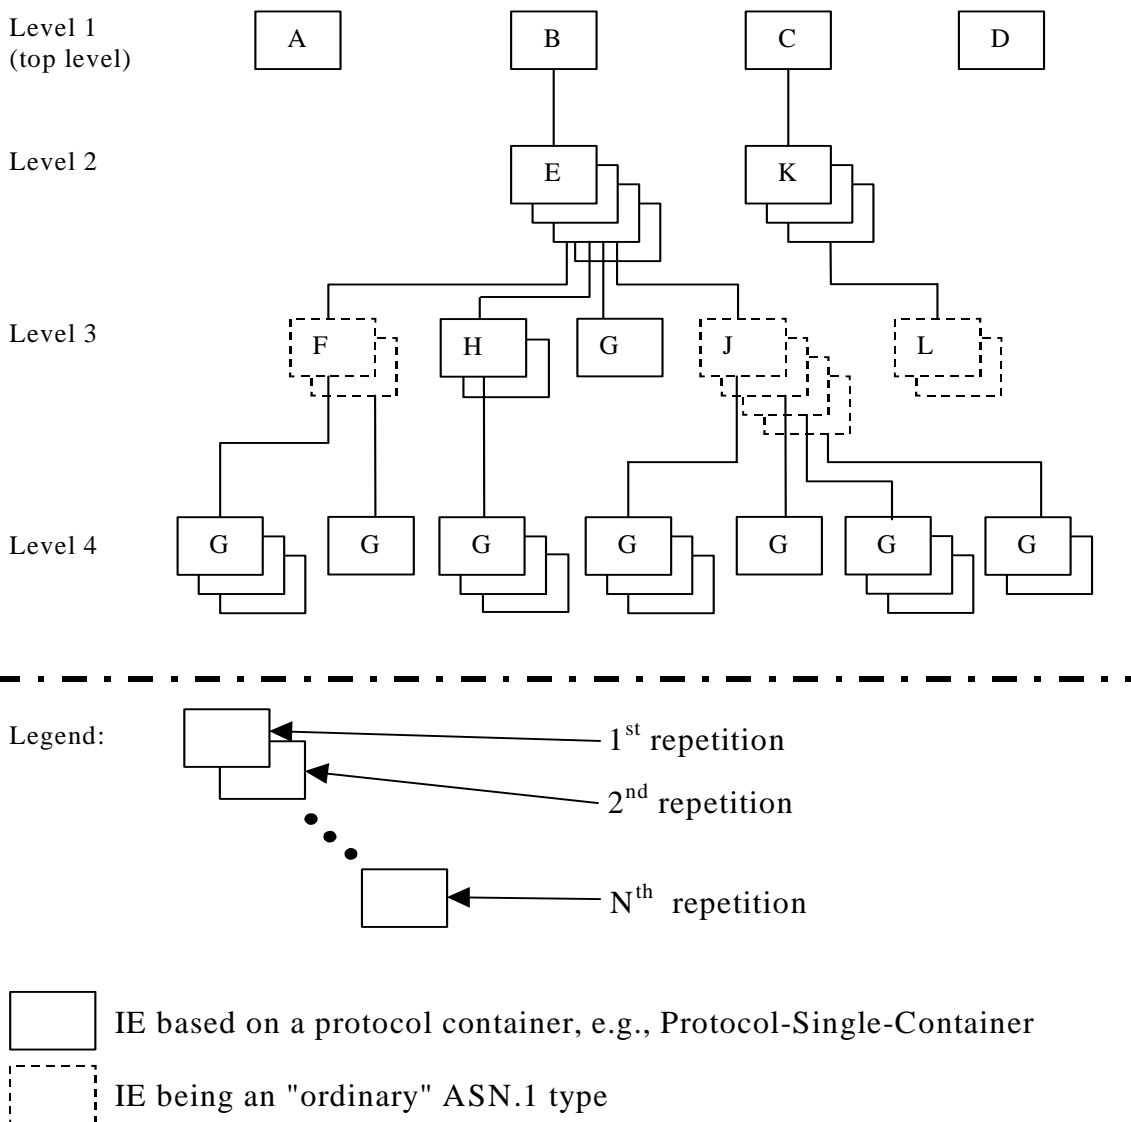 Level 1
(top level)
A B C D
Level 2
E K
Level 3
F H G J L
Level 4
G G G G G G G
Legend:
1st repetition
2nd repetition
Nth repetition
IE based on a protocol container, e.g., Protocol-Single-Container
IE being an "ordinary" ASN.1 type